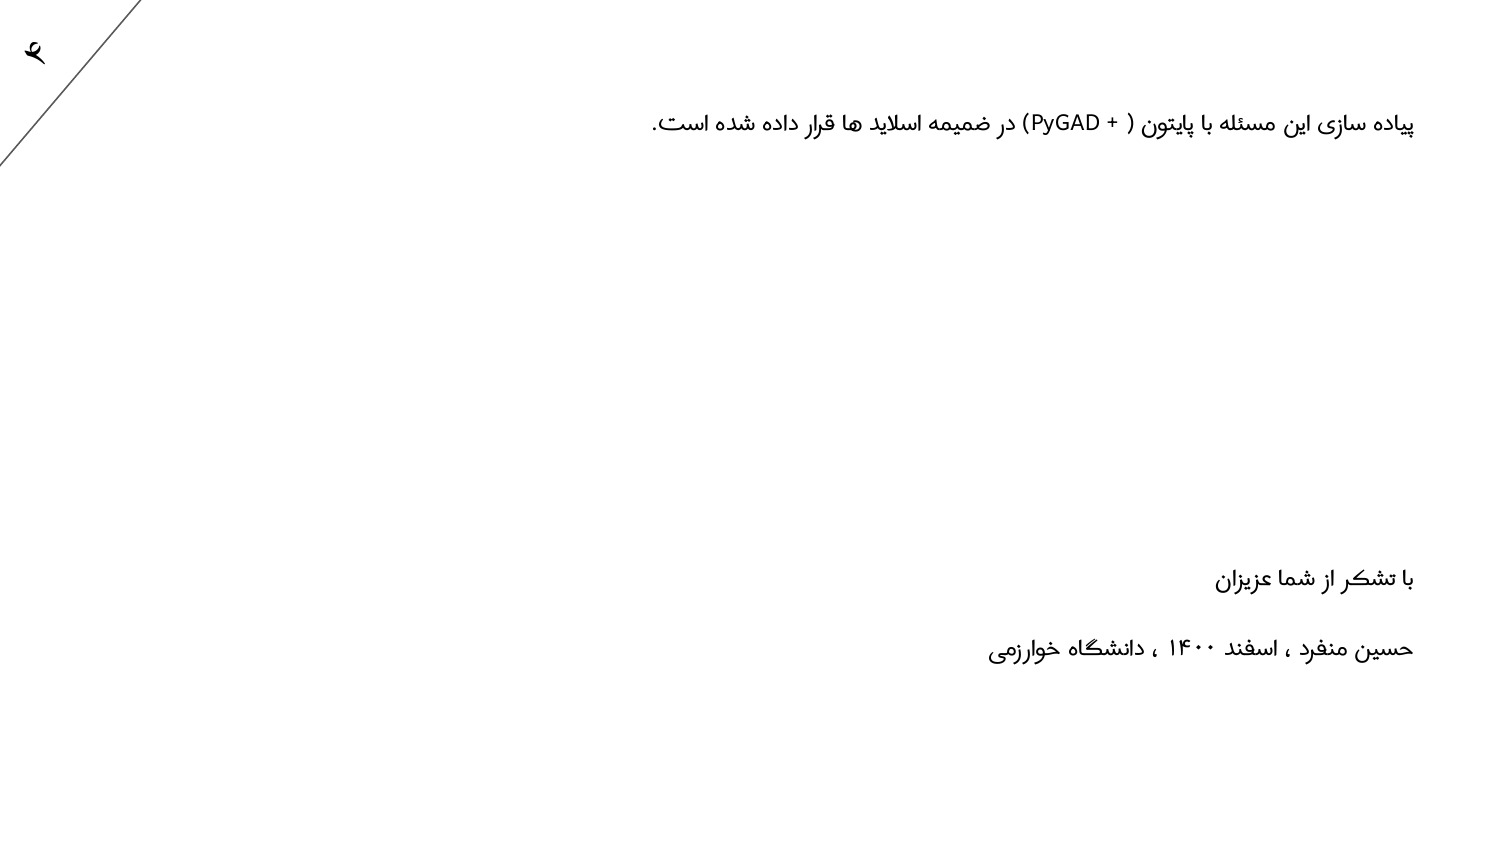 ۶
پیاده سازی این مسئله با پایتون ( + PyGAD) در ضمیمه اسلاید ها قرار داده شده است.
با تشکر از شما عزیزان
حسین منفرد ، اسفند ۱۴۰۰ ، دانشگاه خوارزمی